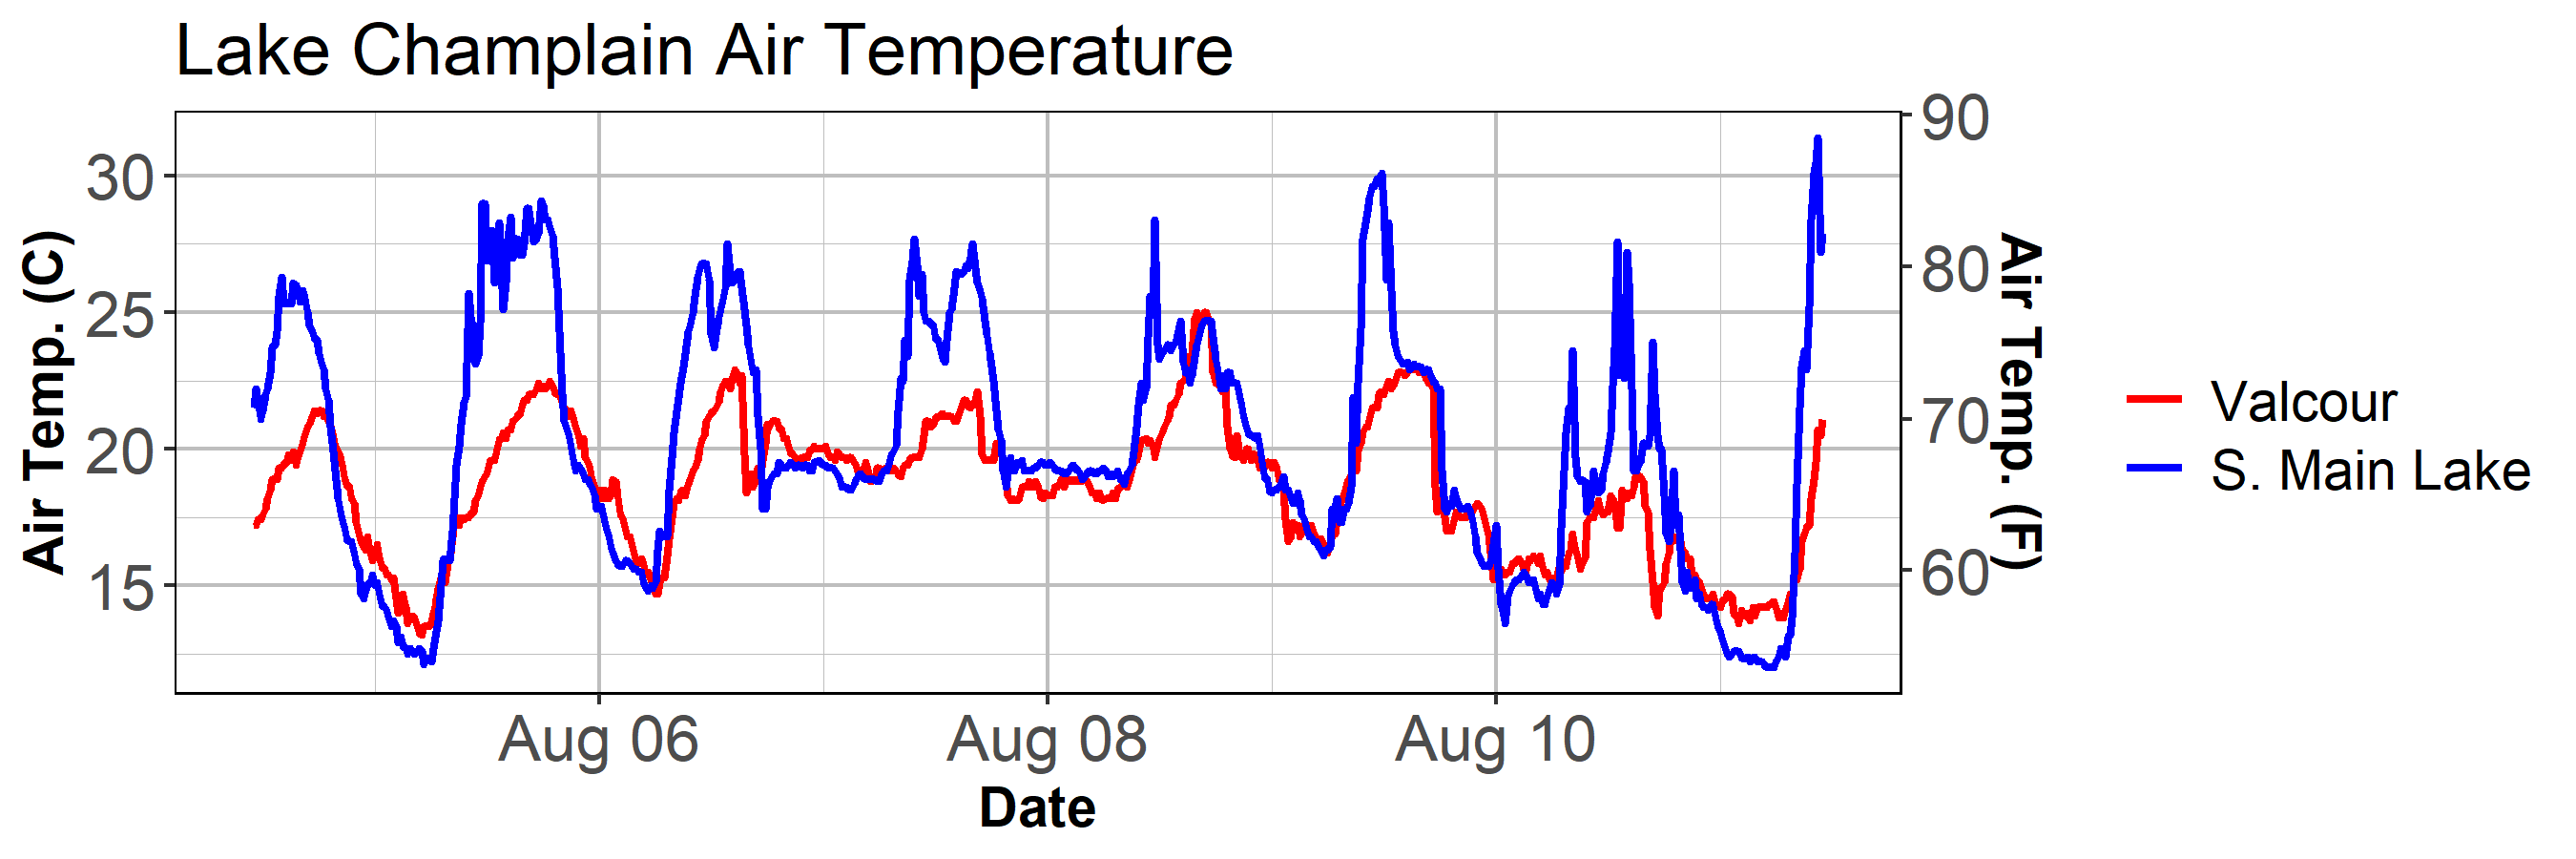 Lake Champlain Air Temperature
Air Temp. (C)
30
25
20
15
90
80
70
60
Air Temp. (F)
Aug 06
Aug 08
Aug 10
Date
Valcour
S. Main Lake